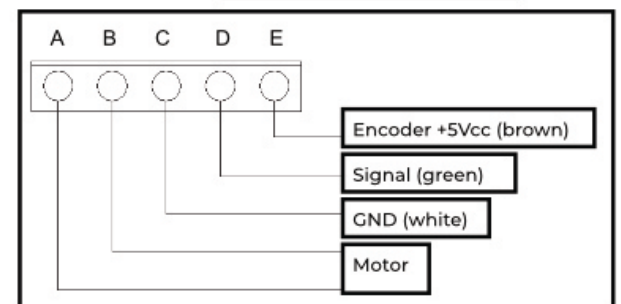 A B C D E
Encoder +5Vcc (brown)
Signal (green)
GND (white)
Motor